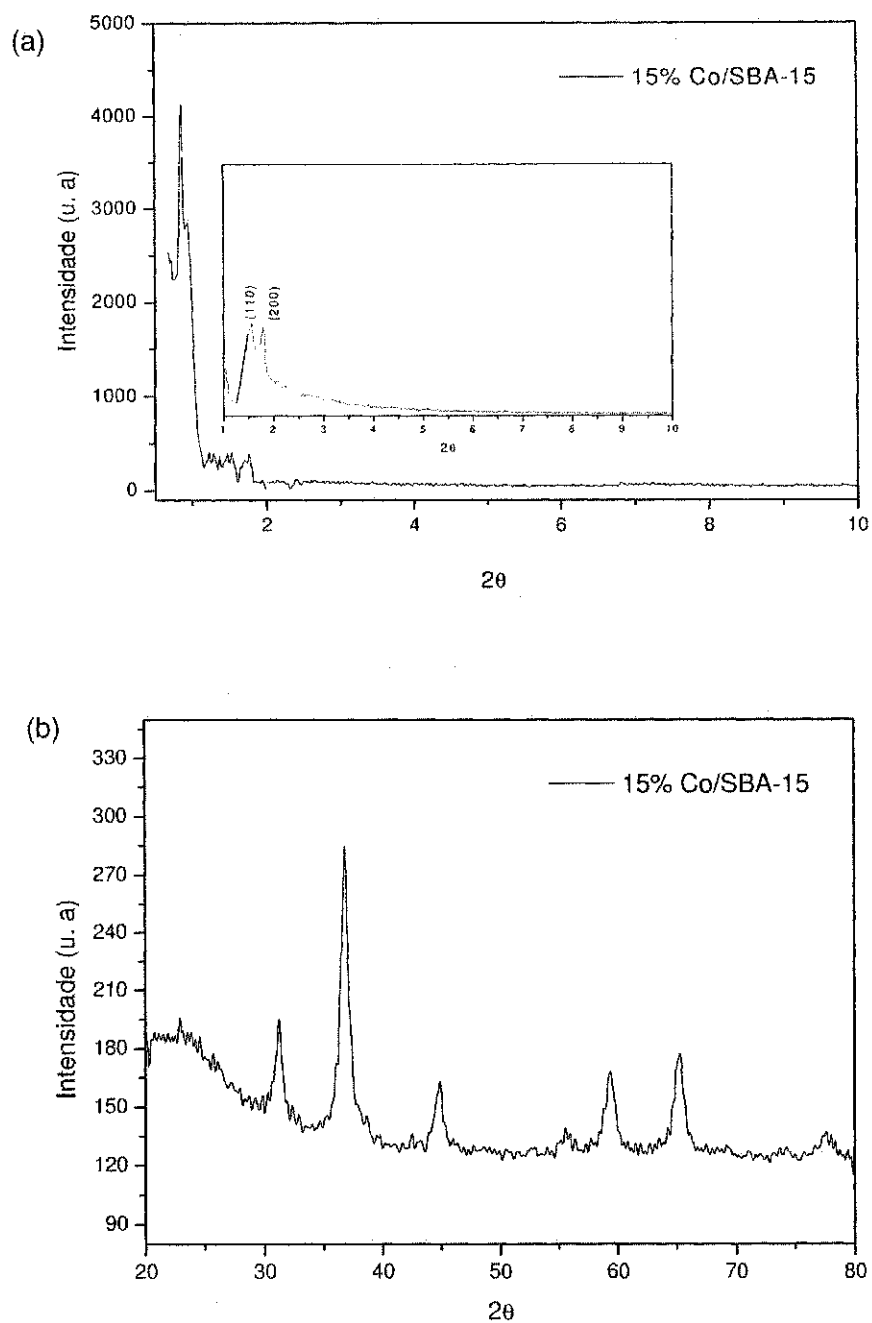 (a)
5000
4000
3000
2000
1000
0
Intensidade (u. a)
15% Co/SBA-15
(110)
(200)
1 2 3 4 5 6 7 8 9 10
2θ
2 4 6 8 10
2θ
(b)
330
300
270
240
210
180
150
120
90
Intensidade (u. a)
15% Co/SBA-15
20 30 40 50 60 70 80
2θ